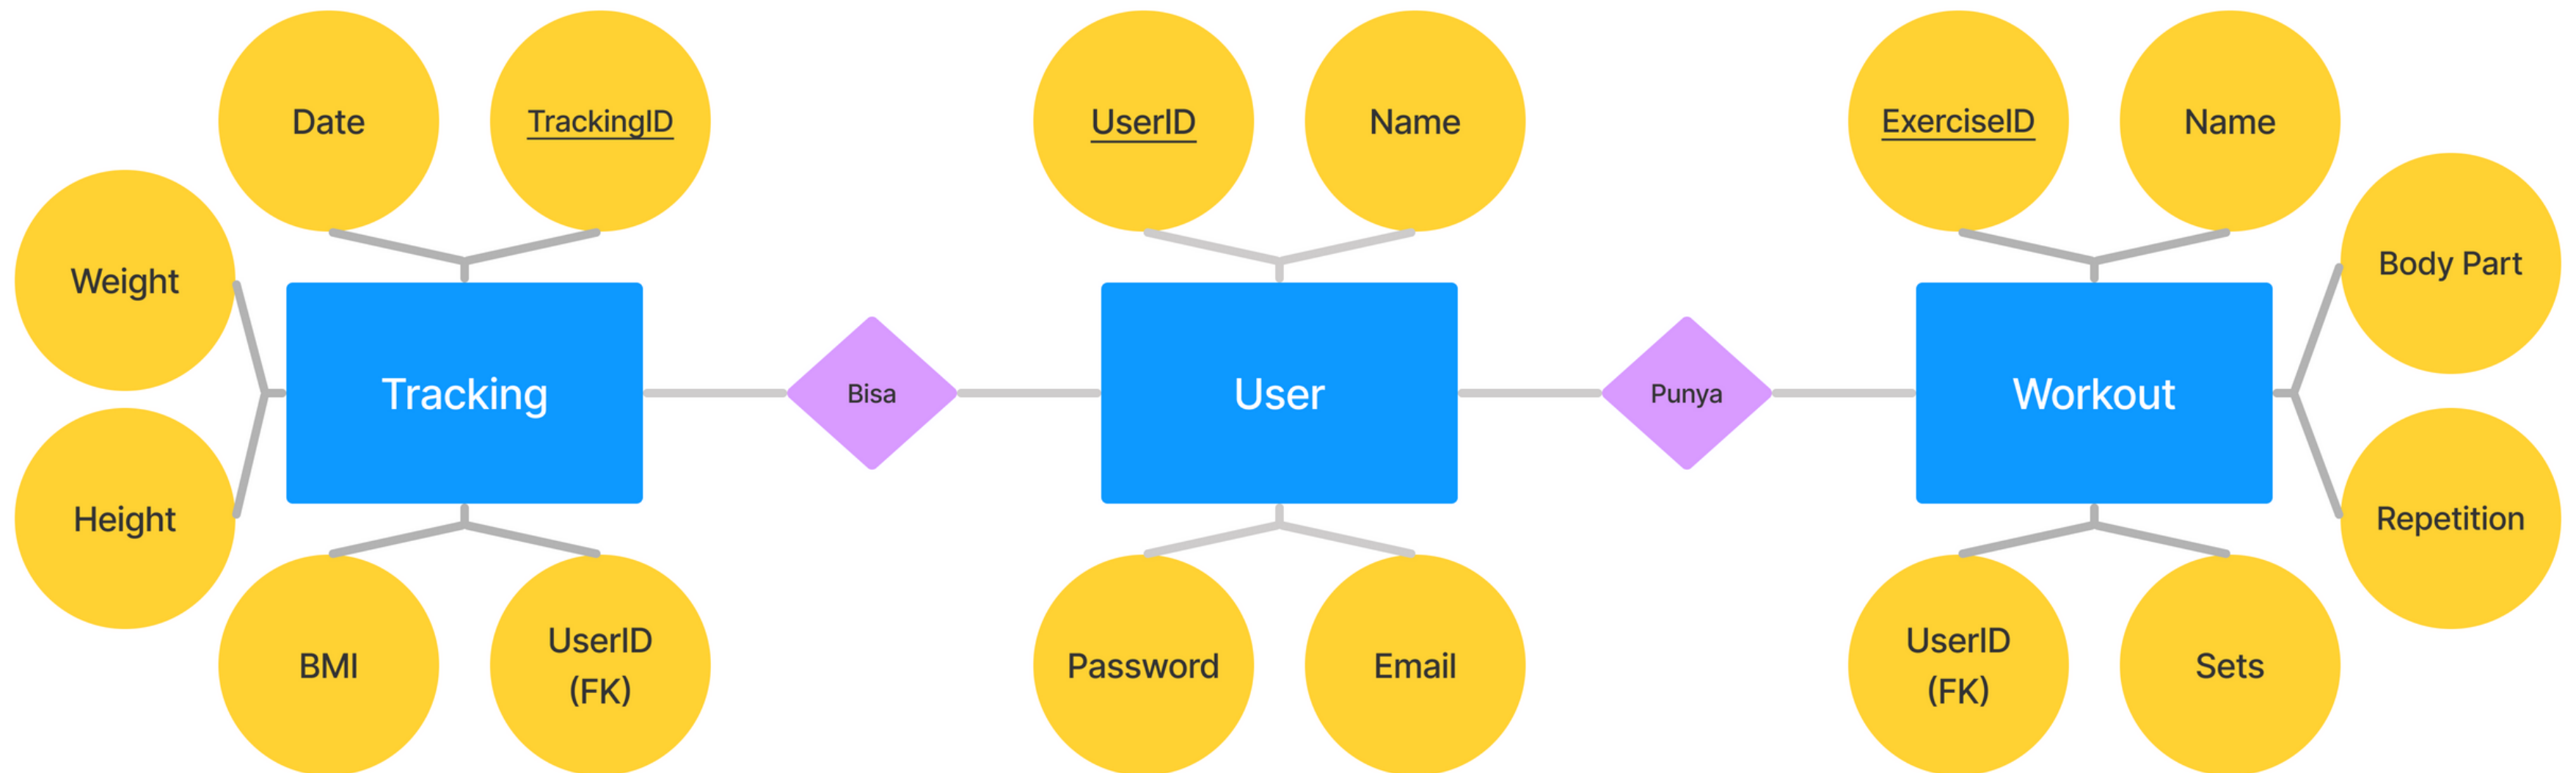 Date
TrackingID
UserID
Name
ExerciseID
Name
Weight
Body Part
Tracking
Bisa
User
Punya
Workout
Height
Repetition
BMI
UserID
(FK)
Password
Email
UserID
(FK)
Sets